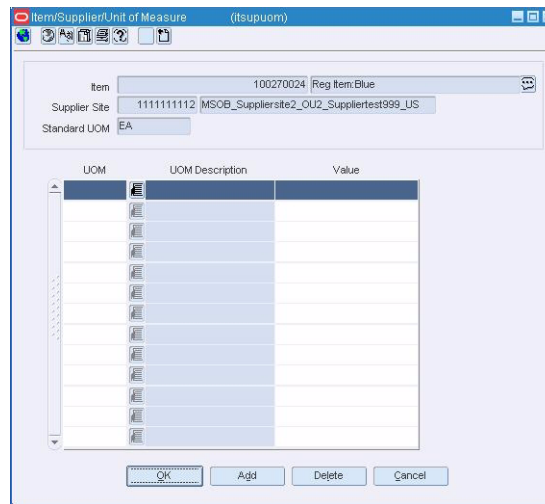 Item/Supplier/Unit of Measure (itsupuom)
Item 100270024 Reg Item:Blue
Supplier Site 1111111112 MSOB_Suppliersite2_OU2_Suppliertest999_US
Standard UOM EA
UOM UOM Description Value
OK Add Delete Cancel